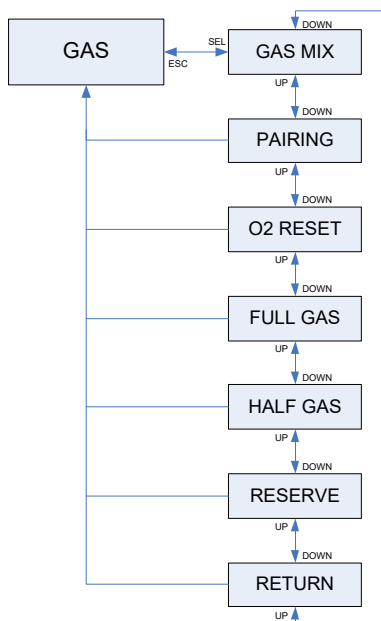 DOWN
GAS
SEL
ESC
GAS MIX
UP
DOWN
PAIRING
UP
DOWN
O2 RESET
UP
DOWN
FULL GAS
UP
DOWN
HALF GAS
UP
DOWN
RESERVE
UP
DOWN
RETURN
UP